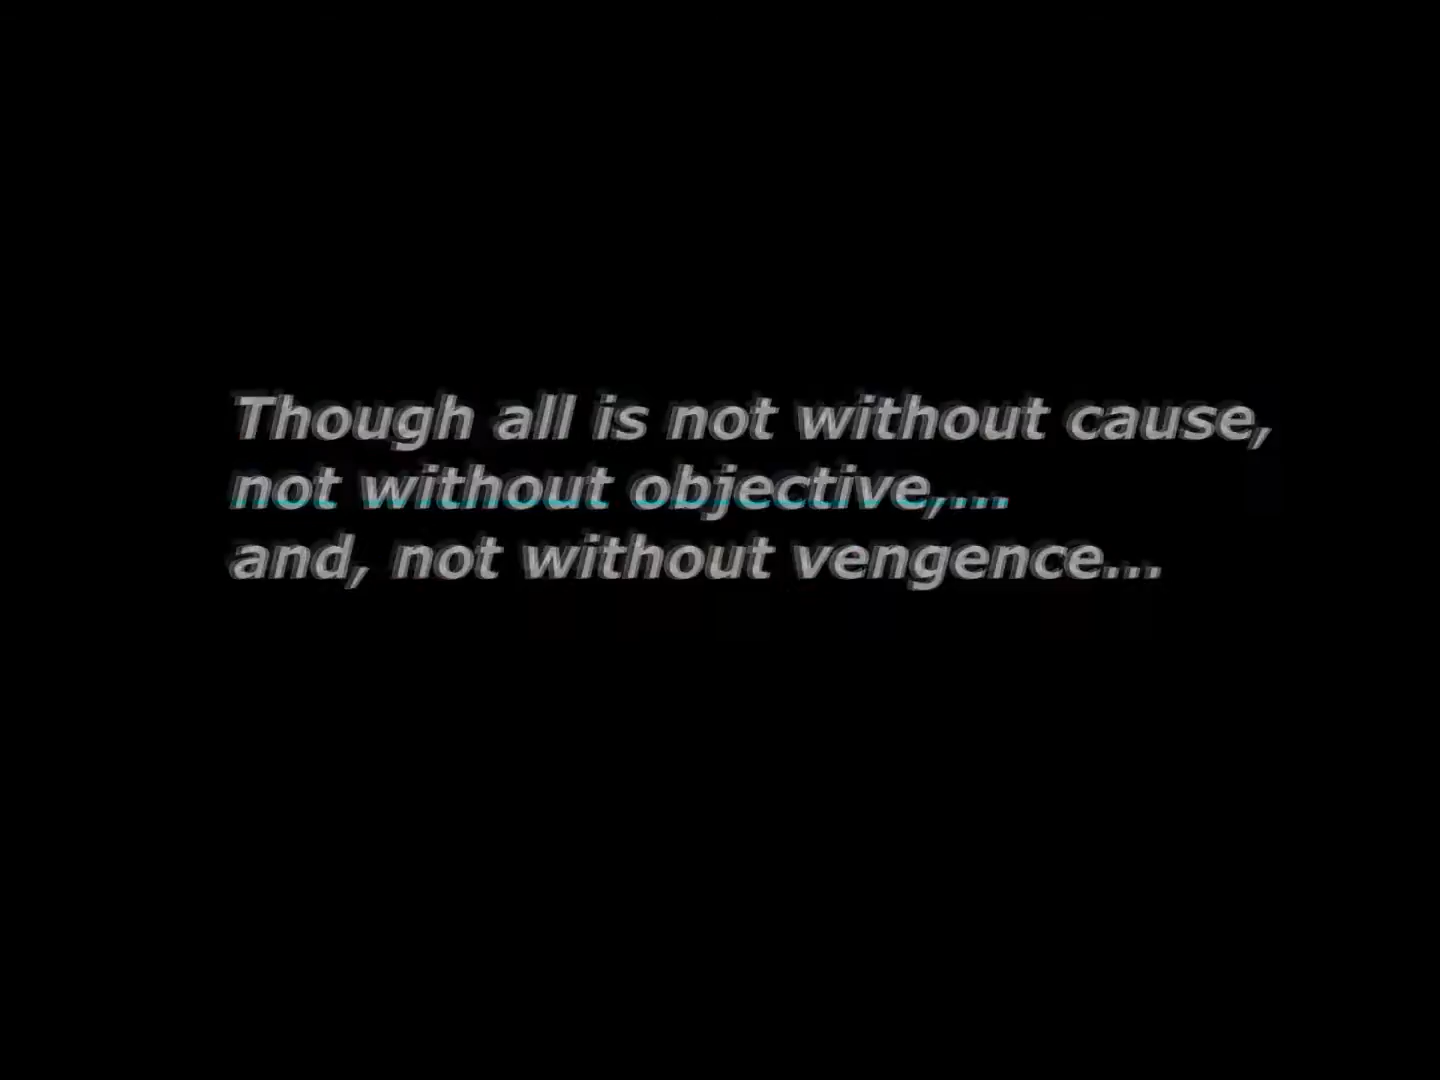 Though all is not without cause,
not without objective,...
and, not without vengence...